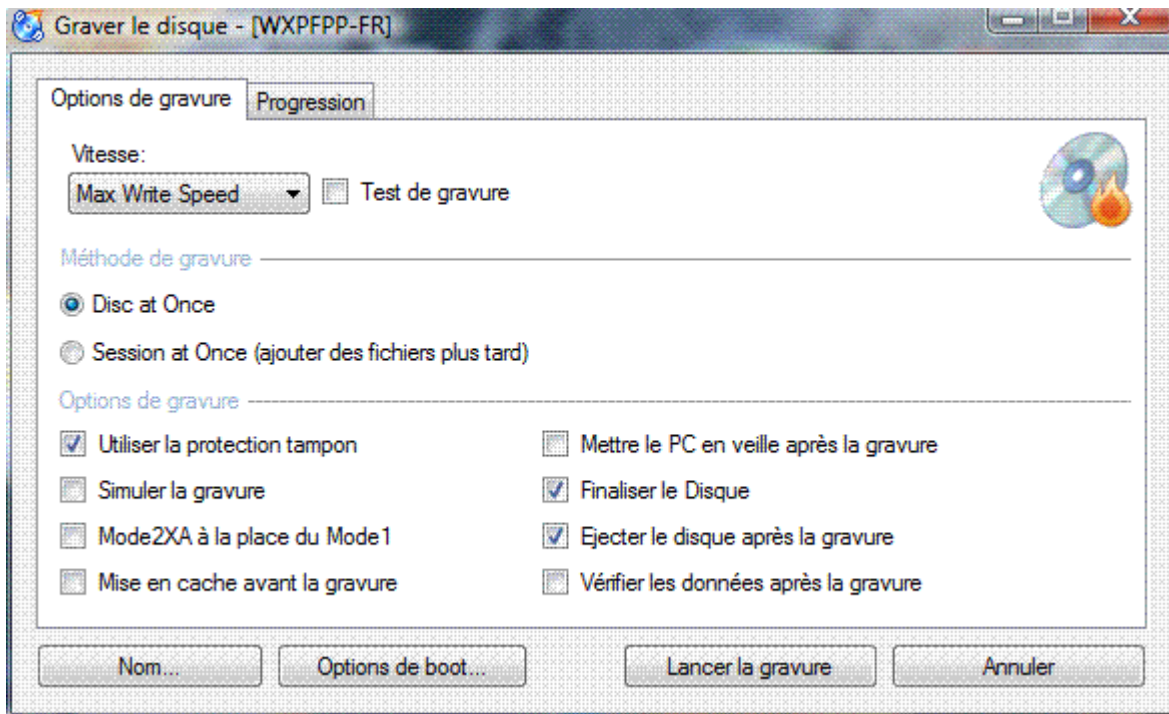 Graver le disque - [WXPFPP-FR]
Options de gravure
Progression
Vitesse:
Max Write Speed
Test de gravure
Méthode de gravure
Disc at Once
Session at Once (ajouter des fichiers plus tard)
Options de gravure
Utiliser la protection tampon
Mettre le PC en veille après la gravure
Simuler la gravure
Finaliser le Disque
Mode2XA à la place du Mode1
Ejecter le disque après la gravure
Mise en cache avant la gravure
Vérifier les données après la gravure
Nom...
Options de boot...
Lancer la gravure
Annuler